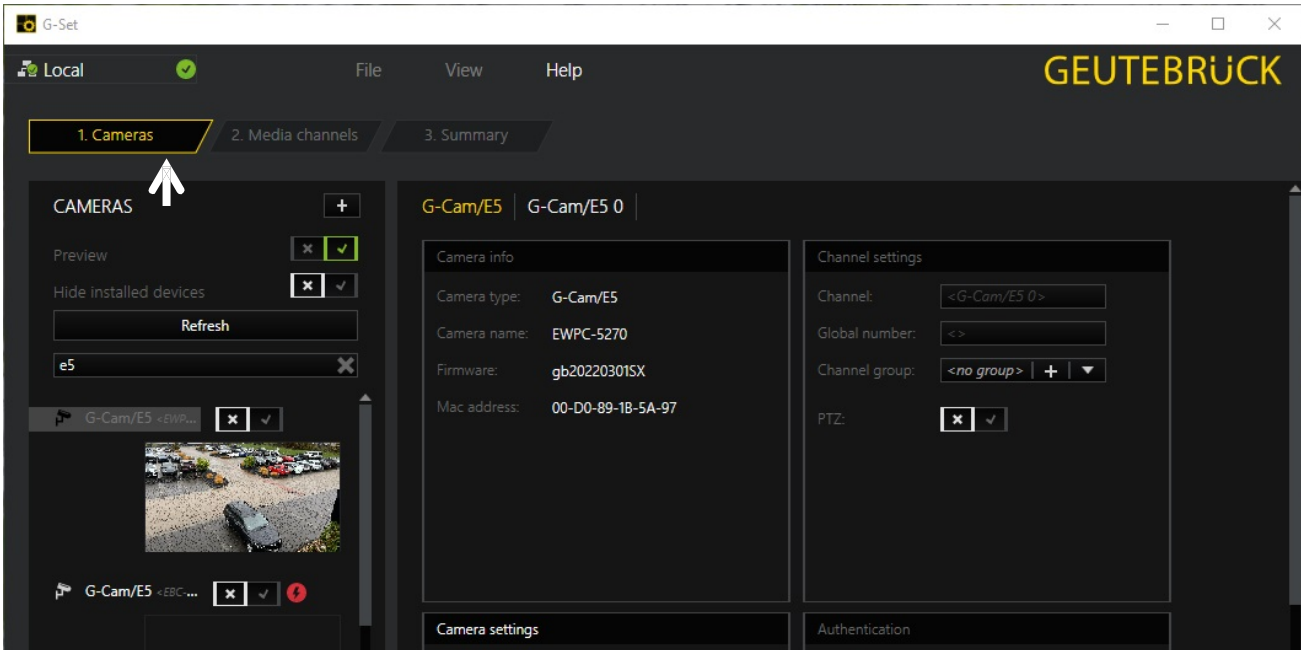 G-Set
Local File View Help GEUTEBRÜCK
1. Cameras 2. Media channels 3. Summary
CAMERAS +
Preview
Hide installed devices
Refresh
e5
G-Cam/E5 <EWP...
G-Cam/E5 <EBC-...
G-Cam/E5 G-Cam/E5 0
Camera info
Camera type: G-Cam/E5
Camera name: EWPC-5270
Firmware: gb20220301SX
Mac address: 00-D0-89-1B-5A-97
Channel settings
Channel: <G-Cam/E5 0>
Global number: <>
Channel group: <no group> +
PTZ:
Camera settings
Authentication